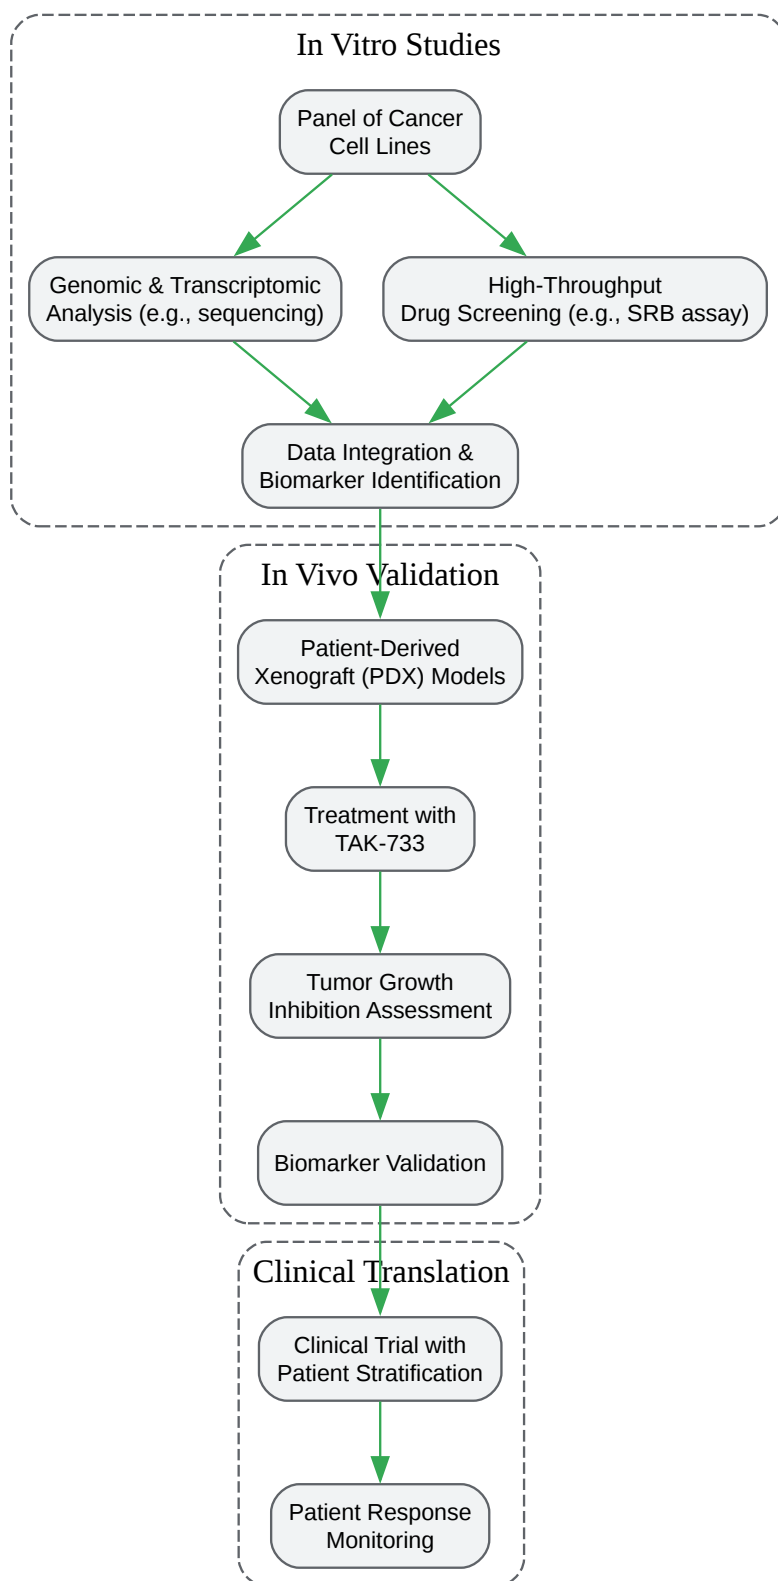 In Vitro Studies
Panel of Cancer
Cell Lines
Genomic & Transcriptomic
Analysis (e.g., sequencing)
High-Throughput
Drug Screening (e.g., SRB assay)
Data Integration &
Biomarker Identification
In Vivo Validation
Patient-Derived
Xenograft (PDX) Models
Treatment with
TAK-733
Tumor Growth
Inhibition Assessment
Biomarker Validation
Clinical Translation
Clinical Trial with
Patient Stratification
Patient Response
Monitoring